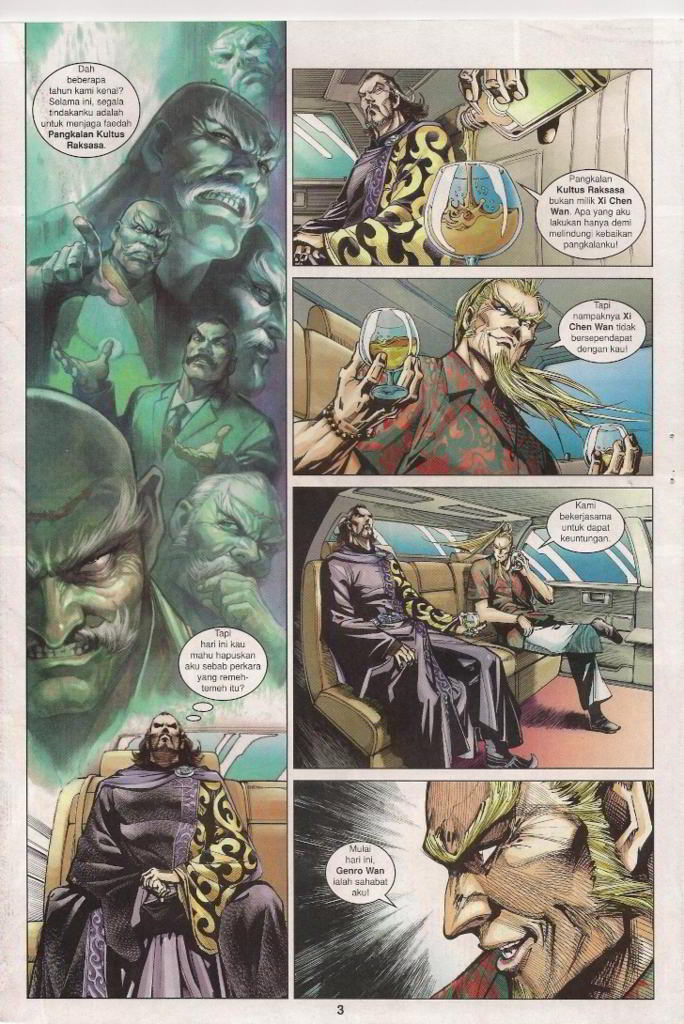 Dah
beberapa
tahun kami kenal?
Selama ini, segala
tindakanku adalah
untuk menjaga faedah
Pangkalan Kultus
Raksasa.
Tapi
hari ini kau
mahu hapuskan
aku sebab perkara
yang remeh-
temeh itu?
Pangkalan
Kultus Raksasa
bukan milik Xi Chen
Wan. Apa yang aku
lakukan hanya demi
melindungi kebaikan
pangkalanku!
Tapi
nampaknya Xi
Chen Wan tidak
bersependapat
dengan kau!
Kami
bekerjasama
untuk dapat
keuntungan.
Mulai
hari ini,
Genro Wan
ialah sahabat
aku!
3